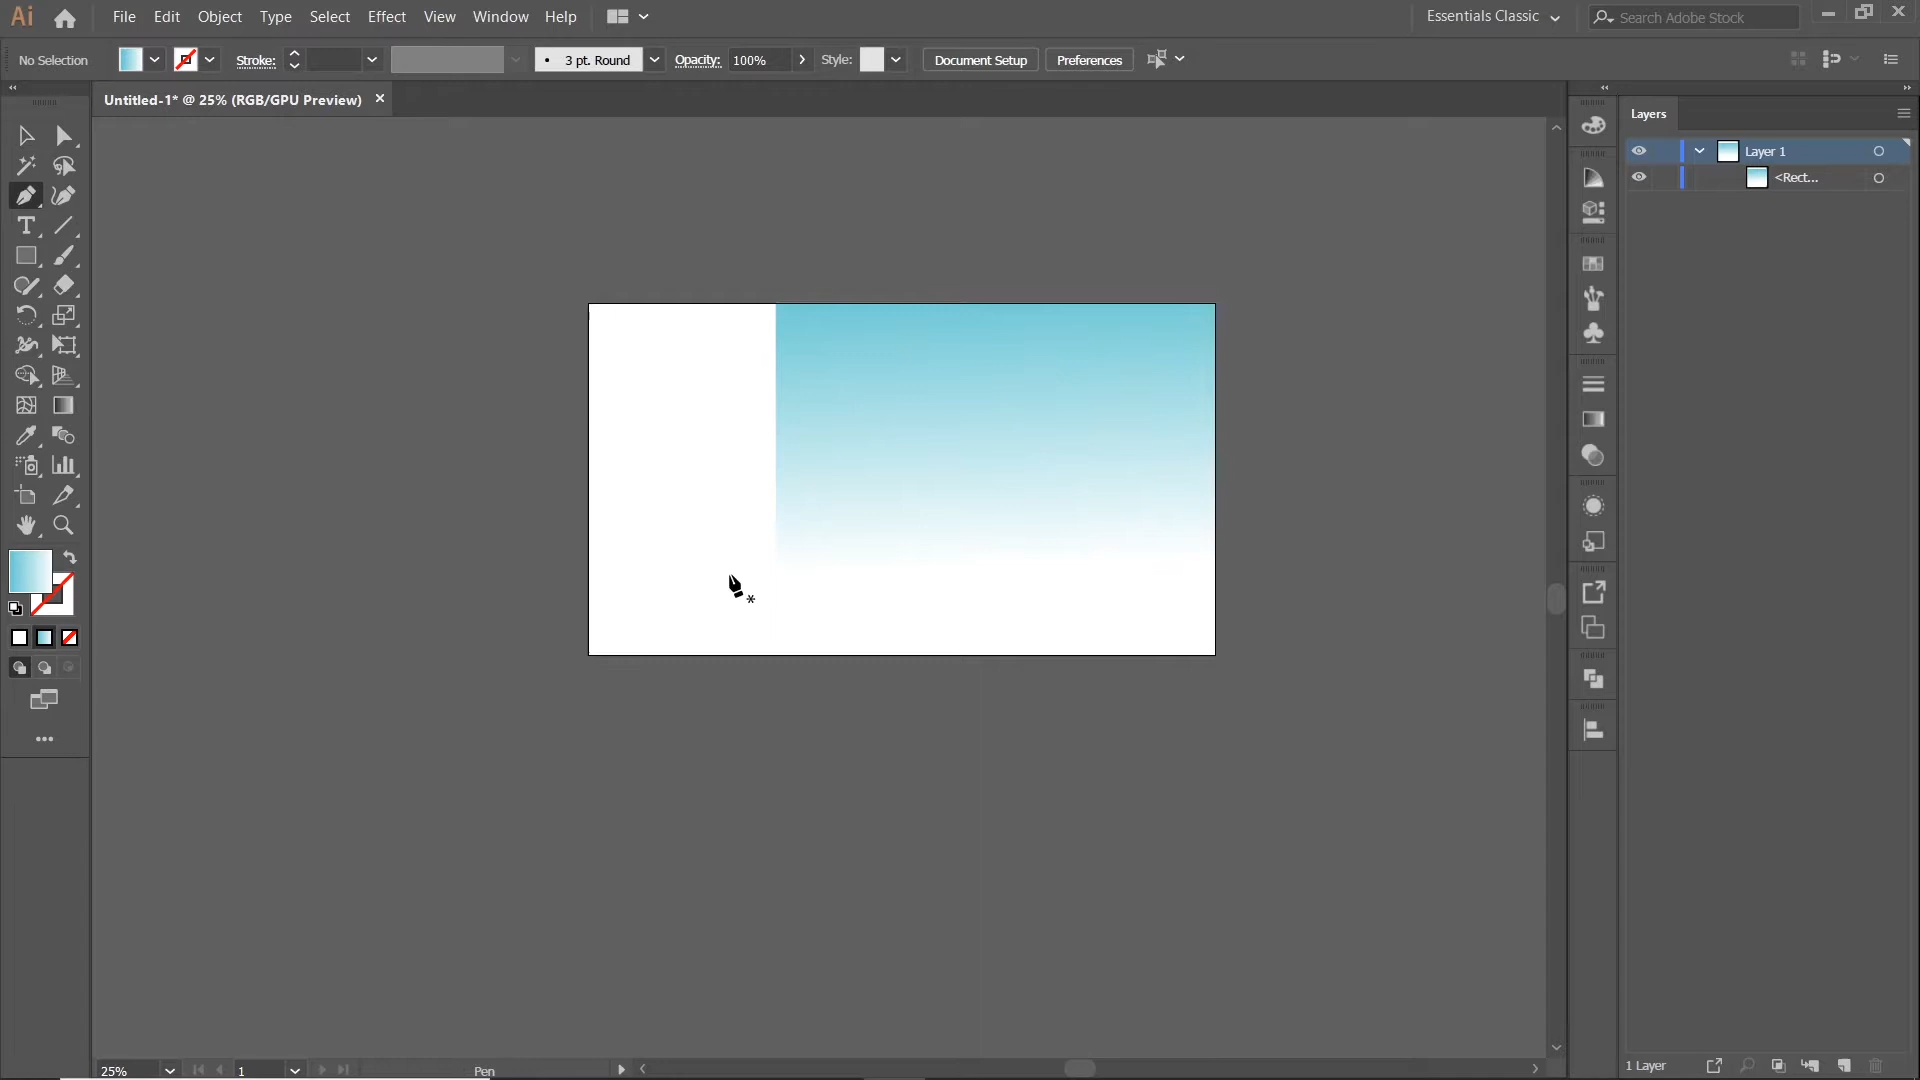 Ai File Edit Object Type Select Effect View Window Help Essentials Classic Search Adobe Stock
No Selection Stroke: 3 pt. Round Opacity: 100% Style: Document Setup Preferences
Untitled-1* @ 25% (RGB/GPU Preview)
Layers
Layer 1
<Rect...
25% 1 Pen 1 Layer